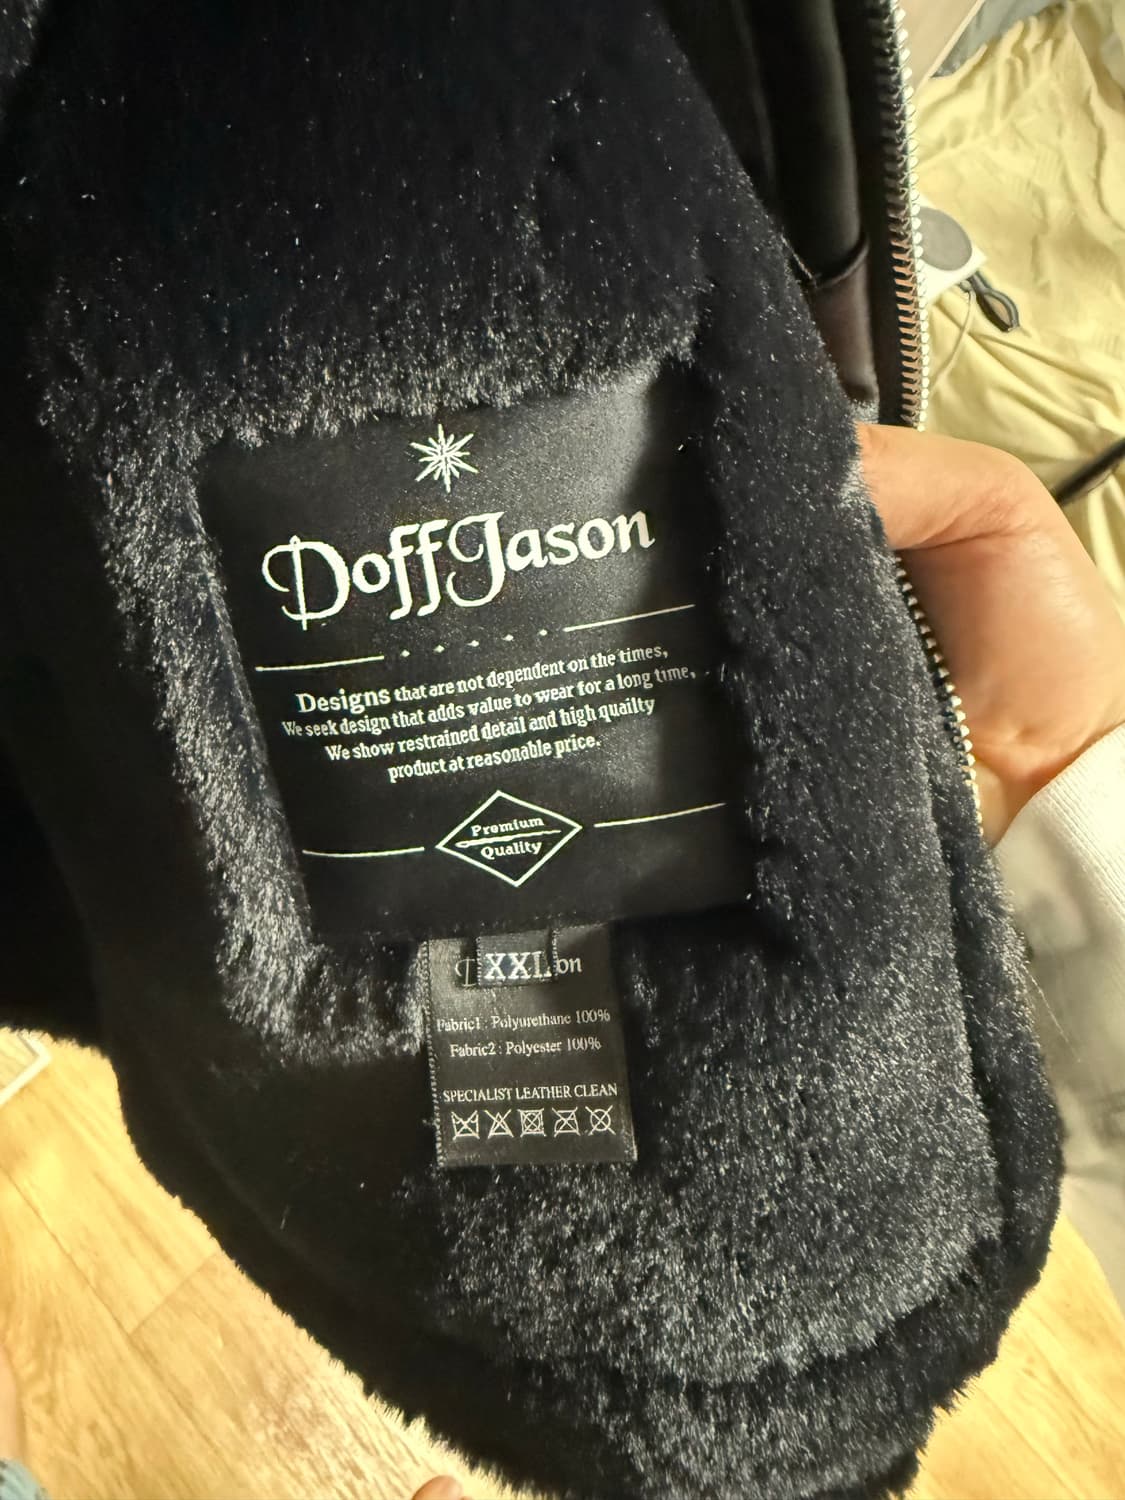 DoffJason
Designs that are not dependent on the times,
We seek design that adds value to wear for a long time,
We show restrained detail and high quailty
product at reasonable price.
Premium
Quality
XXL
on
Fabric1 : Polyurethane 100%
Fabric2 : Polyester 100%
SPECIALIST LEATHER CLEAN